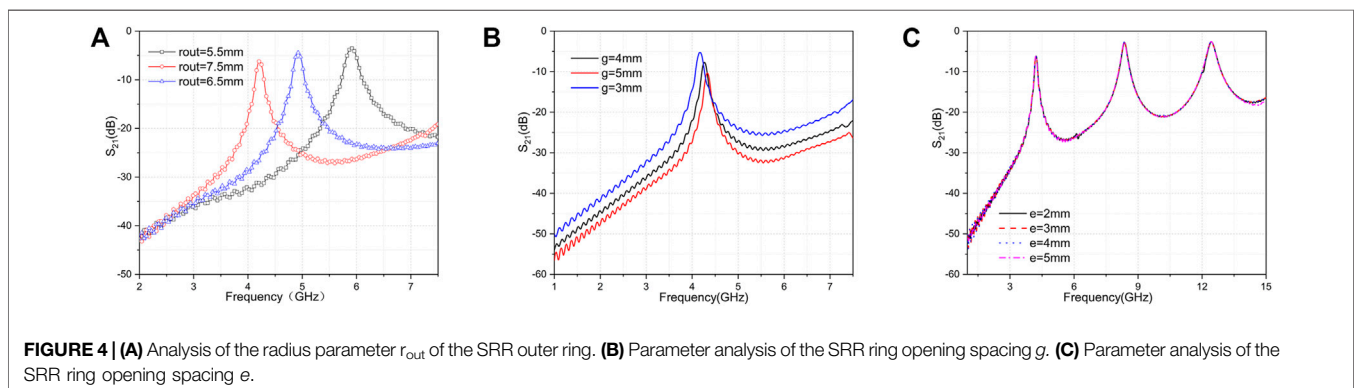 A
rout=5.5mm
rout=7.5mm
rout=6.5mm
S21(dB)
0
-10
-20
-30
-40
-50
2 3 4 5 6 7
Frequency（GHz）
B
g=4mm
g=5mm
g=3mm
S21(dB)
0
-10
-20
-30
-40
-50
-60
1 2 3 4 5 6 7
Frequency(GHz)
C
e=2mm
e=3mm
e=4mm
e=5mm
S21(dB)
0
-10
-20
-30
-40
-50
-60
3 6 9 12 15
Frequency(GHz)
FIGURE 4 | (A) Analysis of the radius parameter rout of the SRR outer ring. (B) Parameter analysis of the SRR ring opening spacing g. (C) Parameter analysis of the
SRR ring opening spacing e.